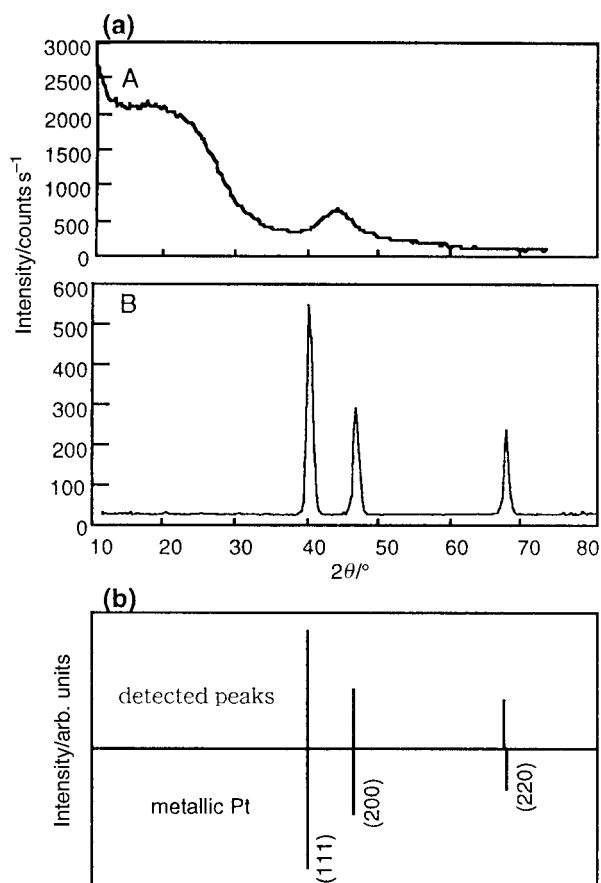 (a)
3000
2500
2000
1500
1000
500
0
A
Intensity/counts s⁻¹
600
500
400
300
200
100
0
B
10 20 30 40 50 60 70 80
2θ/°
(b)
Intensity/arb. units
detected peaks
metallic Pt
(111)
(200)
(220)